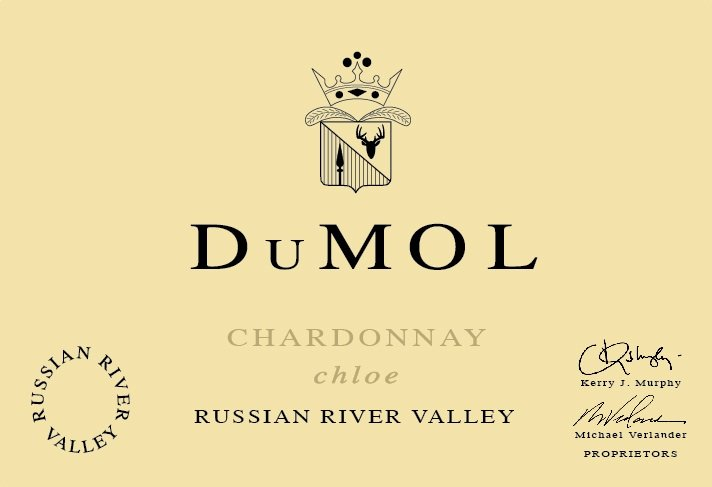 DuMOL
CHARDONNAY
chloe
RUSSIAN RIVER VALLEY
RUSSIAN RIVER VALLEY
Kerry J. Murphy
Michael Verlander
PROPRIETORS